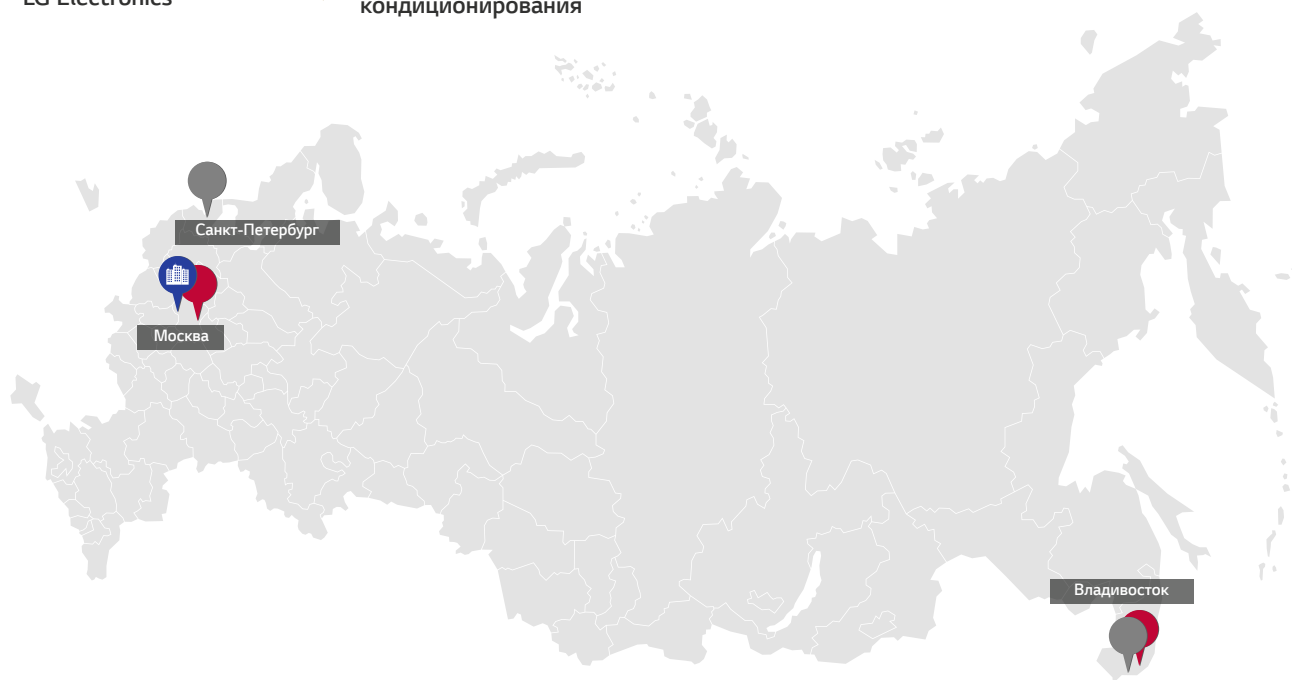 LG Electronics
кондиционирования
Санкт-Петербург
Москва
Владивосток